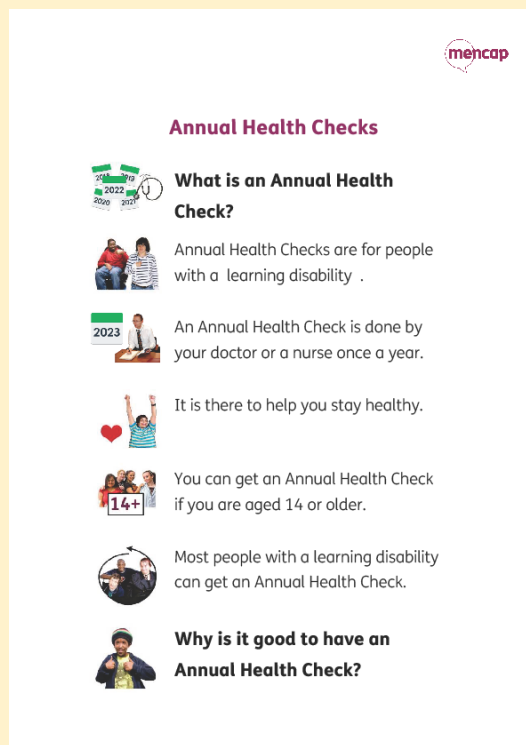 mencap
Annual Health Checks
2022
2020
2021
What is an Annual Health
Check?
Annual Health Checks are for people
with a learning disability .
2023
An Annual Health Check is done by
your doctor or a nurse once a year.
It is there to help you stay healthy.
14+
You can get an Annual Health Check
if you are aged 14 or older.
Most people with a learning disability
can get an Annual Health Check.
Why is it good to have an
Annual Health Check?